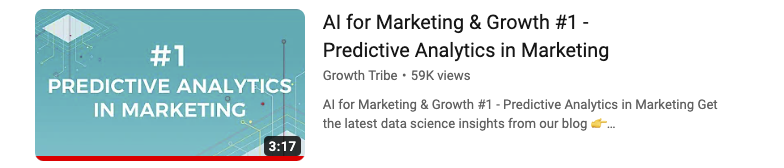 #1
PREDICTIVE ANALYTICS
IN MARKETING
3:17
AI for Marketing & Growth #1 -
Predictive Analytics in Marketing
Growth Tribe • 59K views
AI for Marketing & Growth #1 - Predictive Analytics in Marketing Get
the latest data science insights from our blog 👉...